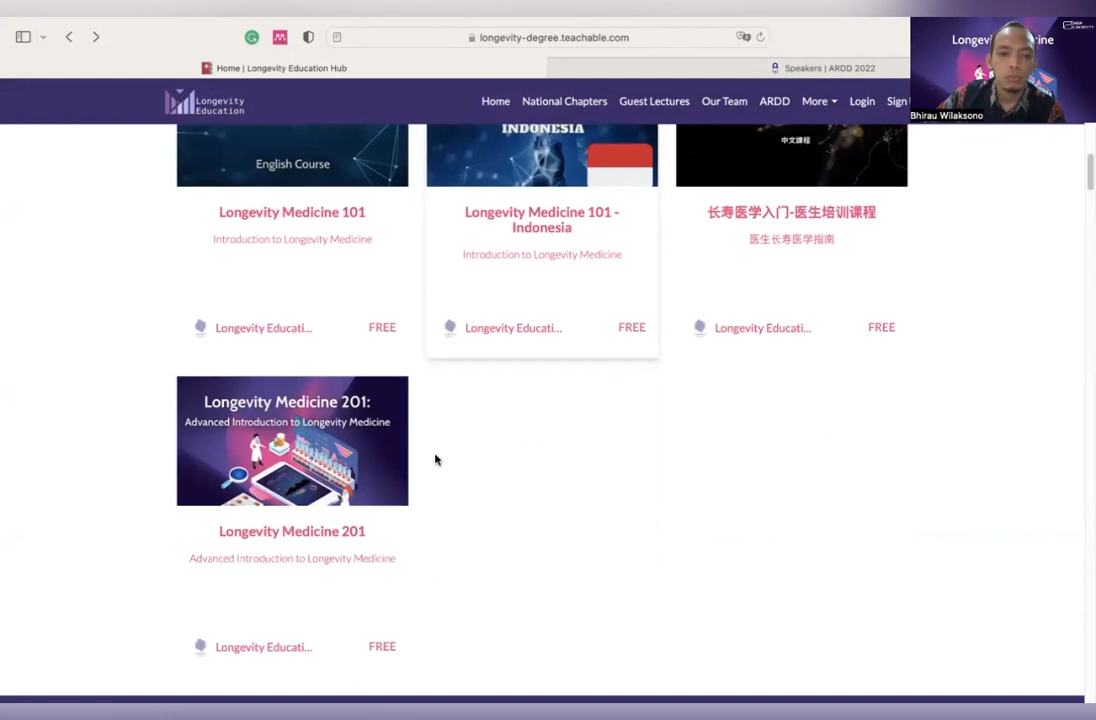 longevity-degree.teachable.com
Home | Longevity Education Hub
Speakers | ARDD 2022
Longevity
Education
Home National Chapters Guest Lectures Our Team ARDD More Login Sign
Bhirau Wilaksono
English Course
INDONESIA
中文課程
Longevity Medicine 101
Introduction to Longevity Medicine
Longevity Educati... FREE
Longevity Medicine 101 -
Indonesia
Introduction to Longevity Medicine
Longevity Educati... FREE
长寿医学入门-医生培训课程
医生长寿医学指南
Longevity Educati... FREE
Longevity Medicine 201:
Advanced Introduction to Longevity Medicine
Longevity Medicine 201
Advanced Introduction to Longevity Medicine
Longevity Educati... FREE